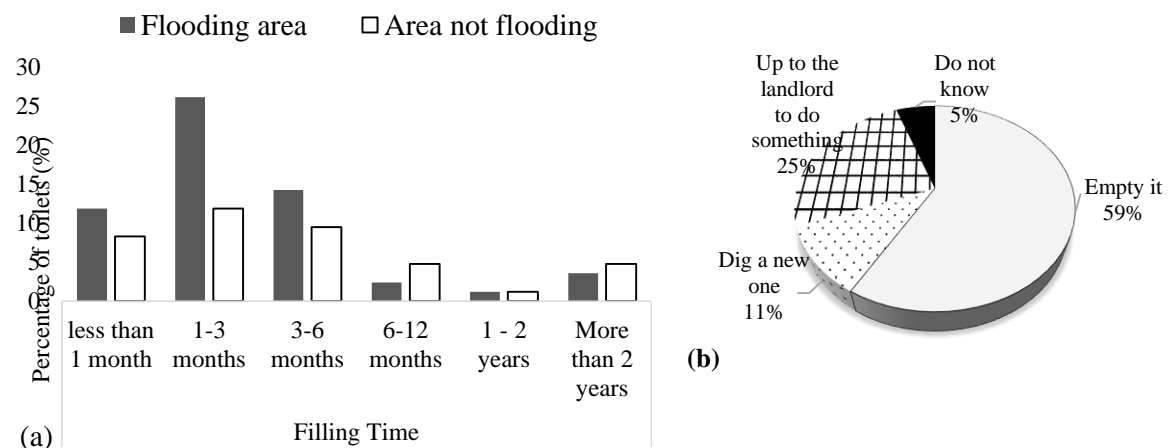 Flooding area
Area not flooding
Percentage of toilets (%)
30
25
20
15
10
5
0
less than
1 month
1-3
months
3-6
months
6-12
months
1 - 2
years
More
than 2
years
Filling Time
(a)
Up to the
landlord
to do
something
25%
Do not
know
5%
Empty it
59%
Dig a new
one
11%
(b)